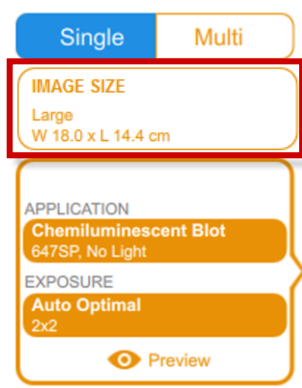 Single Multi
IMAGE SIZE
Large
W 18.0 x L 14.4 cm
APPLICATION
Chemiluminescent Blot
647SP, No Light
EXPOSURE
Auto Optimal
2x2
Preview